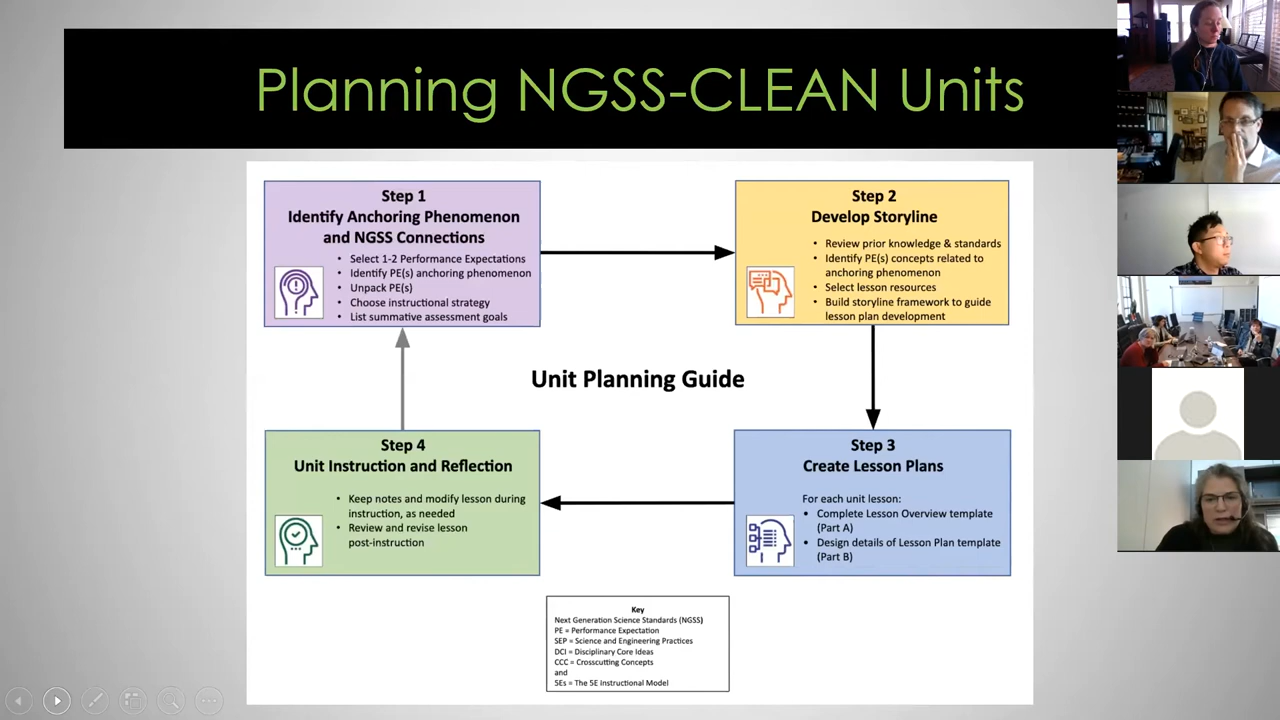 Planning NGSS-CLEAN Units
Step 1
Identify Anchoring Phenomenon
and NGSS Connections
• Select 1-2 Performance Expectations
• Identify PE(s) anchoring phenomenon
• Unpack PE(s)
• Choose instructional strategy
• List summative assessment goals
Step 2
Develop Storyline
• Review prior knowledge & standards
• Identify PE(s) concepts related to
anchoring phenomenon
• Select lesson resources
• Build storyline framework to guide
lesson plan development
Unit Planning Guide
Step 4
Unit Instruction and Reflection
• Keep notes and modify lesson during
instruction, as needed
• Review and revise lesson
post-instruction
Step 3
Create Lesson Plans
For each unit lesson:
• Complete Lesson Overview template
(Part A)
• Design details of Lesson Plan template
(Part B)
Key
Next Generation Science Standards (NGSS)
PE = Performance Expectation
SEP = Science and Engineering Practices
DCI = Disciplinary Core Ideas
CCC = Crosscutting Concepts
and
5Es = The 5E Instructional Model